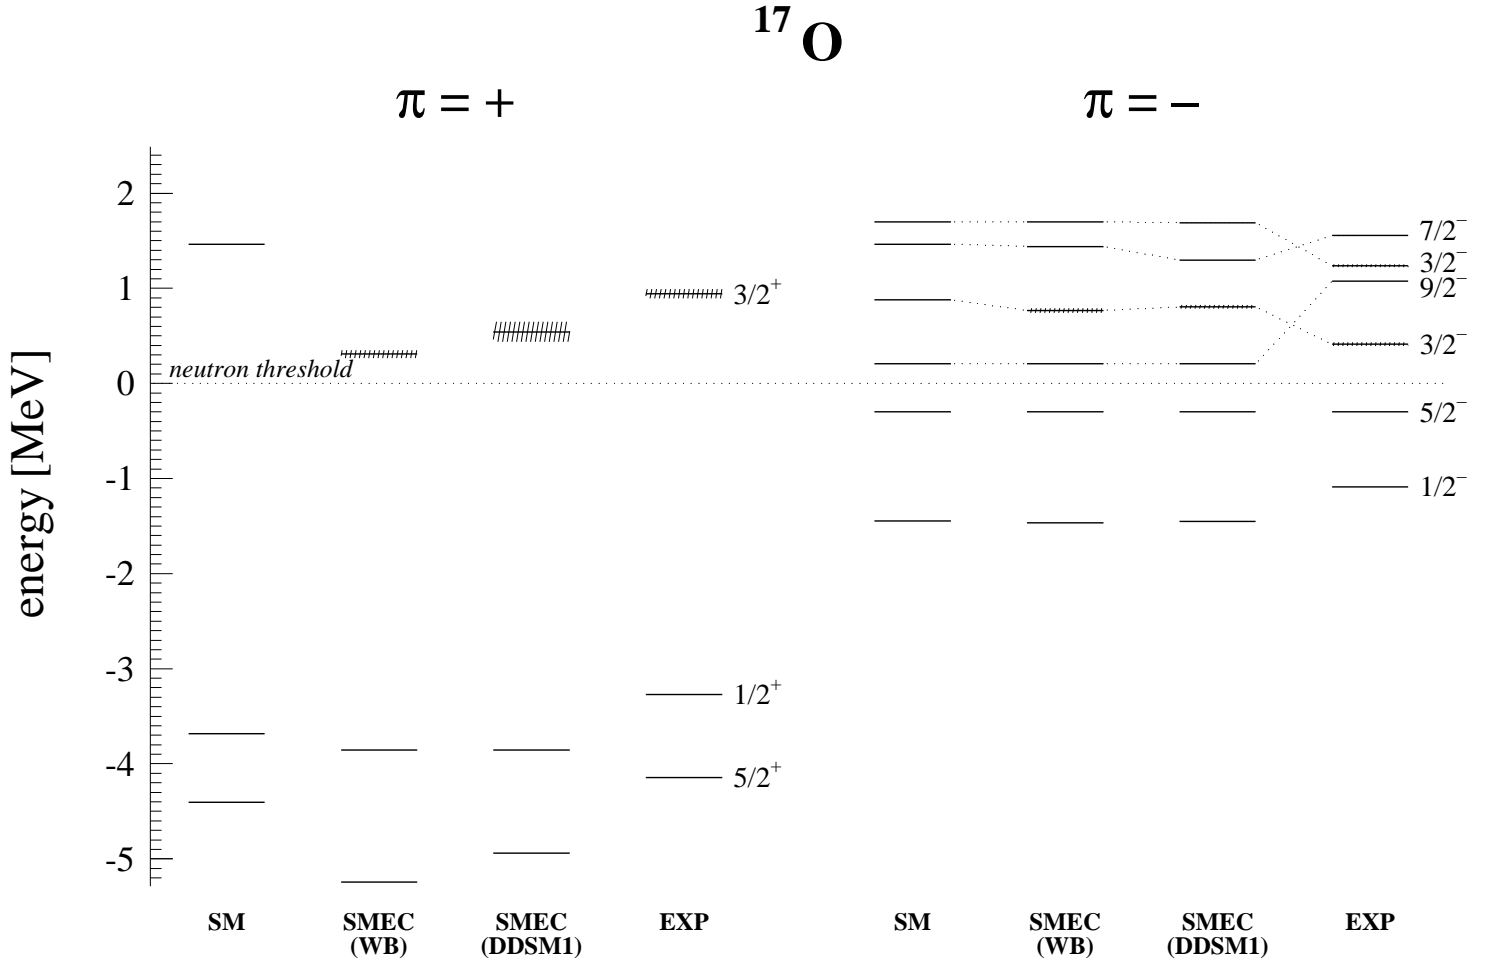 ¹⁷O
π = +
π = −
energy [MeV]
2
1
0
-1
-2
-3
-4
-5
neutron threshold
3/2⁺
1/2⁺
5/2⁺
7/2⁻
3/2⁻
9/2⁻
3/2⁻
5/2⁻
1/2⁻
SM
SMEC
(WB)
SMEC
(DDSM1)
EXP
SM
SMEC
(WB)
SMEC
(DDSM1)
EXP